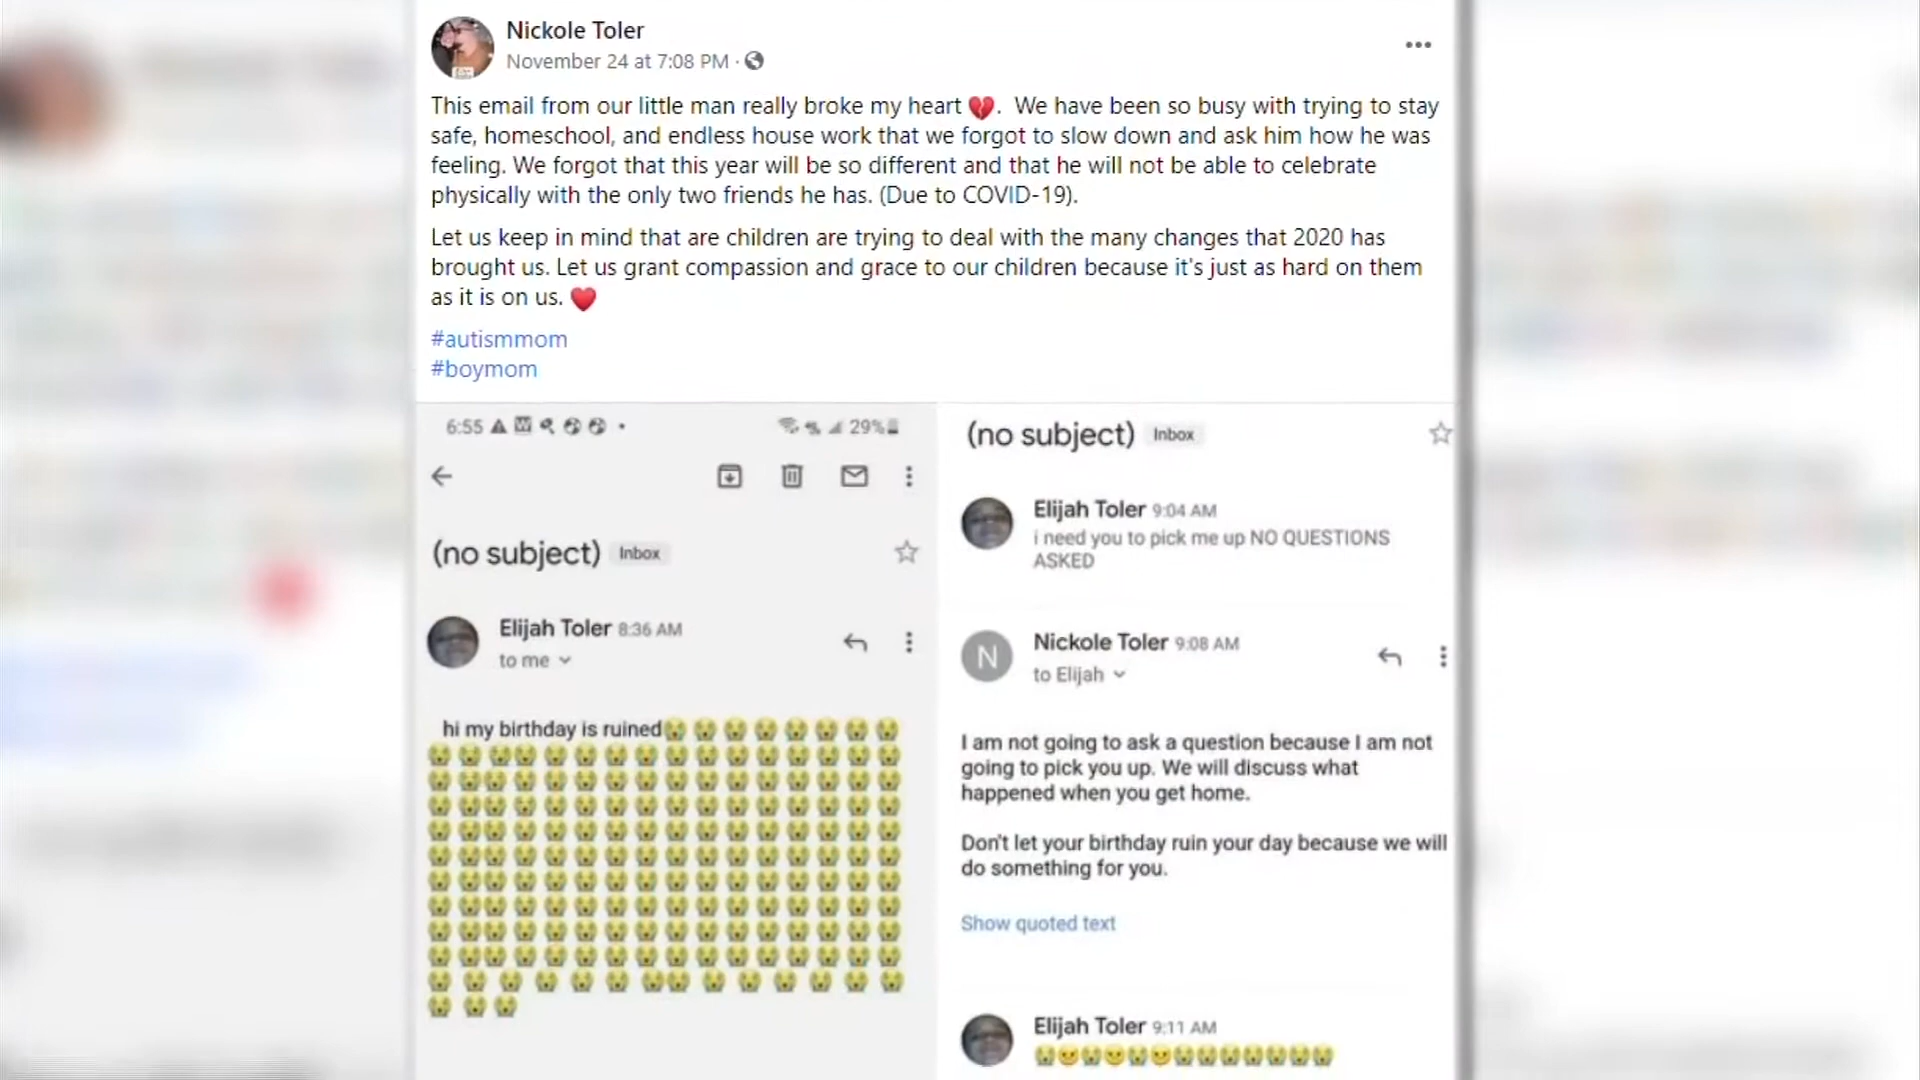 Nickole Toler
November 24 at 7:08 PM ·
This email from our little man really broke my heart 💔. We have been so busy with trying to stay
safe, homeschool, and endless house work that we forgot to slow down and ask him how he was
feeling. We forgot that this year will be so different and that he will not be able to celebrate
physically with the only two friends he has. (Due to COVID-19).
Let us keep in mind that are children are trying to deal with the many changes that 2020 has
brought us. Let us grant compassion and grace to our children because it's just as hard on them
as it is on us. ❤️
#autismmom
#boymom
6:55 29%
(no subject) Inbox
Elijah Toler 8:36 AM
to me
hi my birthday is ruined
(no subject) Inbox
Elijah Toler 9:04 AM
i need you to pick me up NO QUESTIONS
ASKED
N
Nickole Toler 9:08 AM
to Elijah
I am not going to ask a question because I am not
going to pick you up. We will discuss what
happened when you get home.
Don't let your birthday ruin your day because we will
do something for you.
Show quoted text
Elijah Toler 9:11 AM